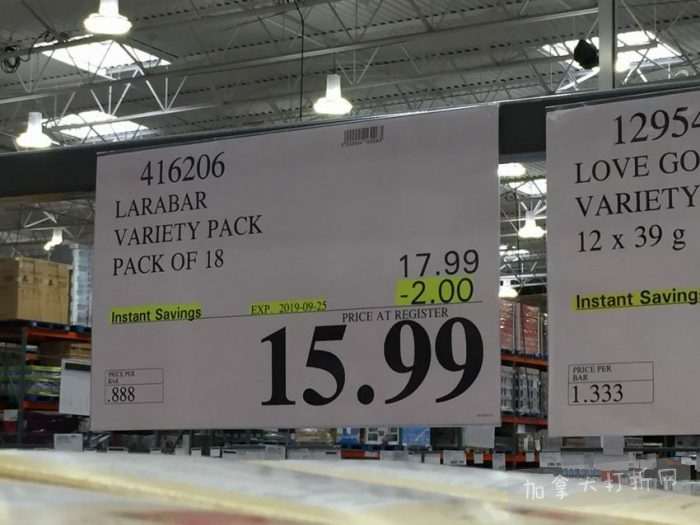 416206
LARABAR
VARIETY PACK
PACK OF 18
17.99
-2.00
Instant Savings
EXP. 2019-09-25
PRICE AT REGISTER
15.99
PRICE PER
BAR
.888
12954
LOVE GO
VARIETY
12 x 39 g
Instant Saving
PRICE PER
BAR
1.333
加拿大打折网